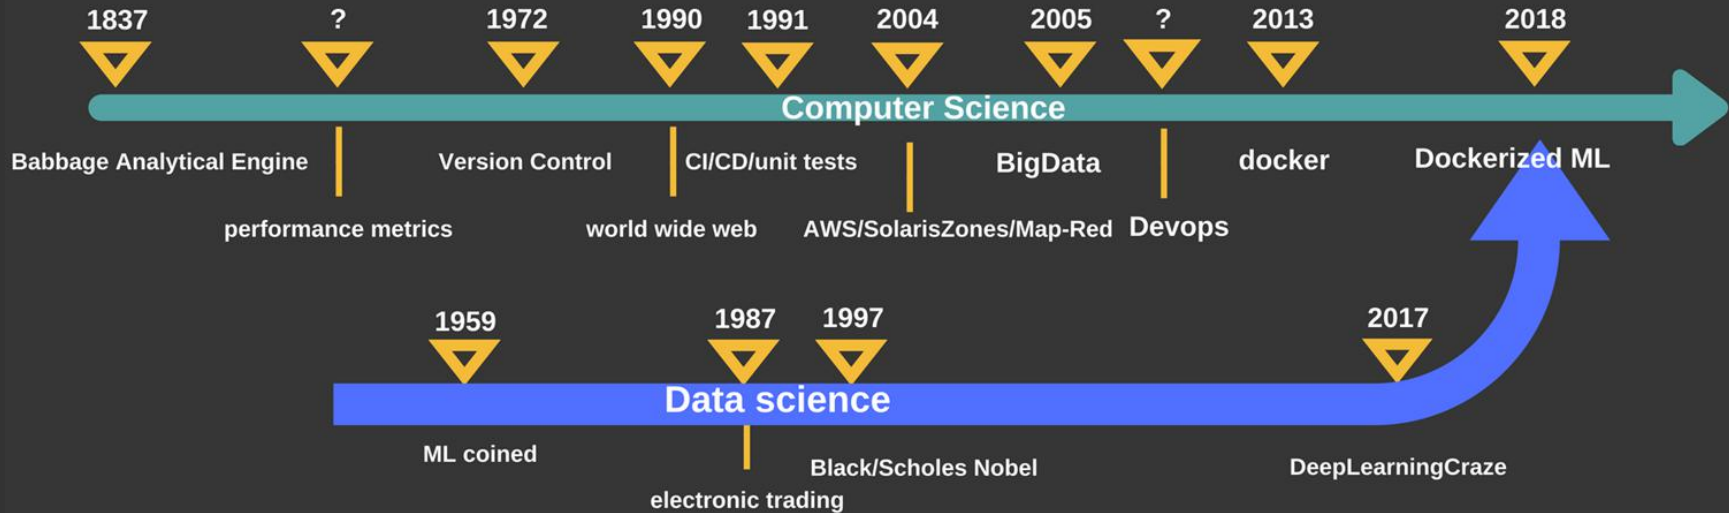 1837
?
1972
1990
1991
2004
2005
?
2013
2018
Computer Science
Babbage Analytical Engine
Version Control
CI/CD/unit tests
BigData
docker
Dockerized ML
performance metrics
world wide web
AWS/SolarisZones/Map-Red
Devops
1959
1987
1997
2017
Data science
ML coined
Black/Scholes Nobel
DeepLearningCraze
electronic trading